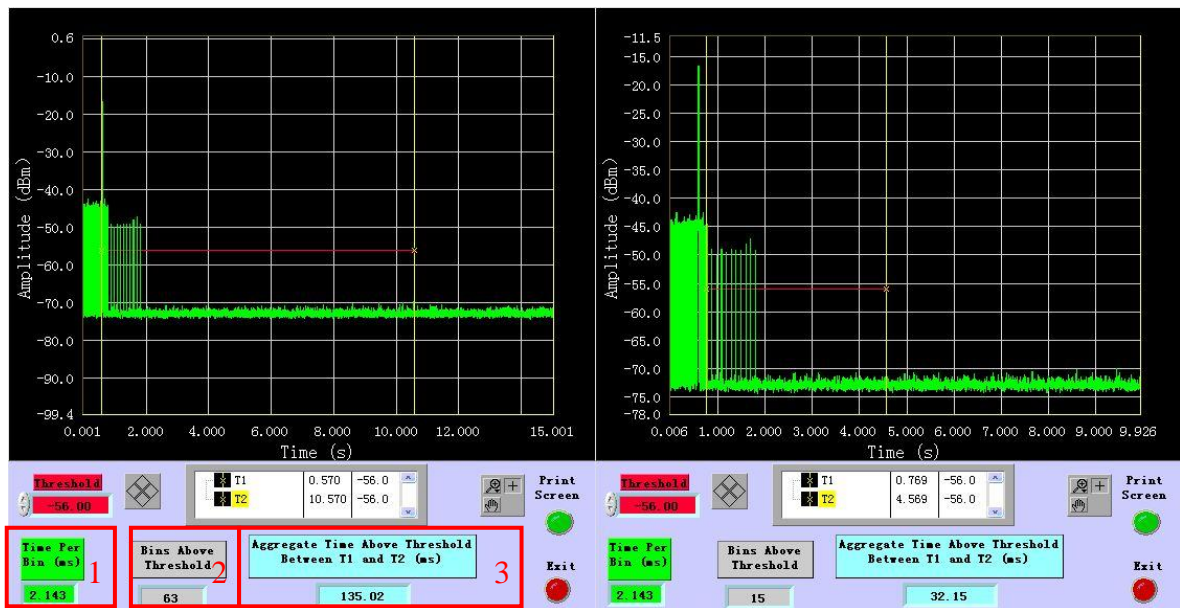 0.6
-10.0
-20.0
-30.0
-40.0
-50.0
-60.0
-70.0
-80.0
-90.0
-99.4
Amplitude (dBm)
0.001 2.000 4.000 6.000 8.000 10.000 12.000 15.001
Time (s)
Threshold
-56.00
T1 0.570 -56.0
T2 10.570 -56.0
Print
Screen
Time Per
Bin (ms)
1
2.143
Bins Above
Threshold
2
63
Aggregate Time Above Threshold
Between T1 and T2 (ms)
3
135.02
Exit
-11.5
-15.0
-20.0
-25.0
-30.0
-35.0
-40.0
-45.0
-50.0
-55.0
-60.0
-65.0
-70.0
-75.0
-78.0
Amplitude (dBm)
0.006 1.000 2.000 3.000 4.000 5.000 6.000 7.000 8.000 9.000 9.926
Time (s)
Threshold
-56.00
T1 0.769 -56.0
T2 4.569 -56.0
Print
Screen
Time Per
Bin (ms)
2.143
Bins Above
Threshold
15
Aggregate Time Above Threshold
Between T1 and T2 (ms)
32.15
Exit